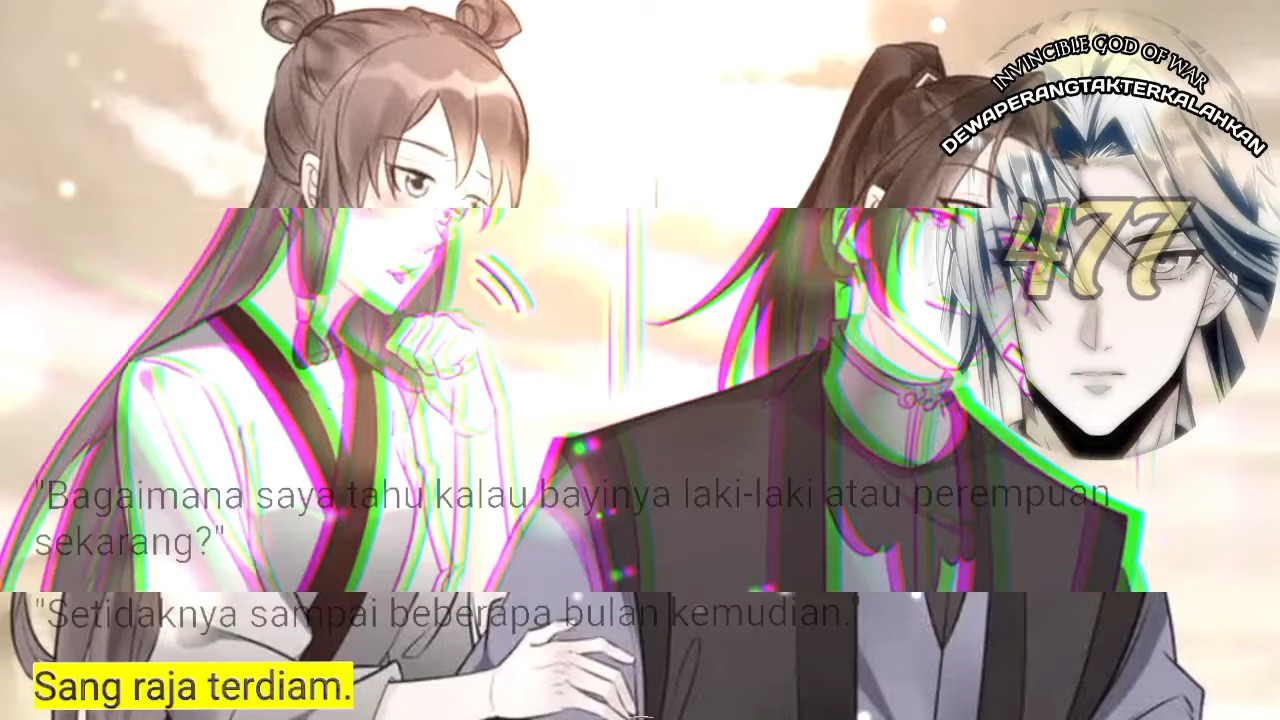 INVINCIBLE GOD OF WAR
DEWAPERANGTAKTERKALAHKAN
477
"Bagaimana saya tahu kalau bayinya laki-laki atau perempuan
sekarang?"
"Setidaknya sampai beberapa bulan kemudian."
Sang raja terdiam.